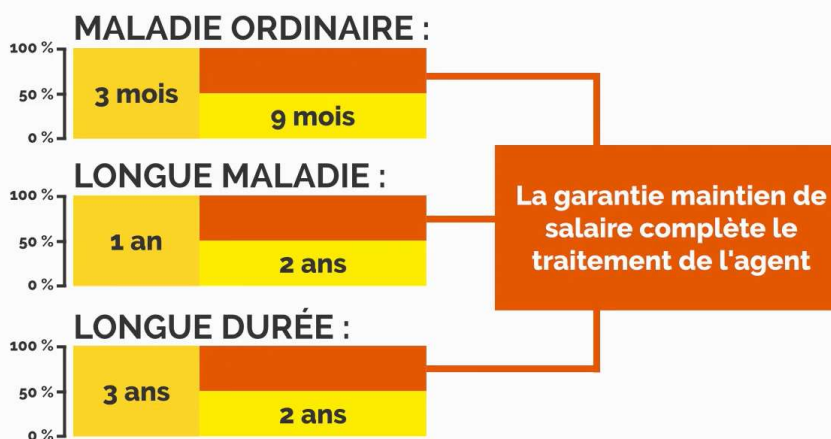 MALADIE ORDINAIRE :
100 %
50 %
0 %
3 mois
9 mois
LONGUE MALADIE :
100 %
50 %
0 %
1 an
2 ans
La garantie maintien de
salaire complète le
traitement de l'agent
LONGUE DURÉE :
100 %
50 %
0 %
3 ans
2 ans